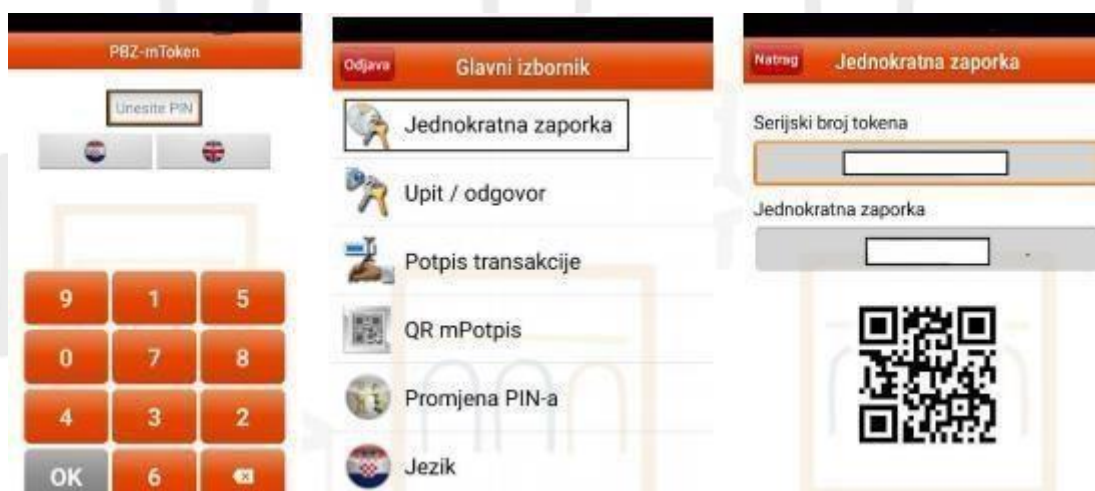 PBZ-mToken
Unesite PIN
9 1 5
0 7 8
4 3 2
OK 6
Odjava Glavni izbornik
Jednokratna zaporka
Upit / odgovor
Potpis transakcije
QR mPotpis
Promjena PIN-a
Jezik
Natrag Jednokratna zaporka
Serijski broj tokena
Jednokratna zaporka